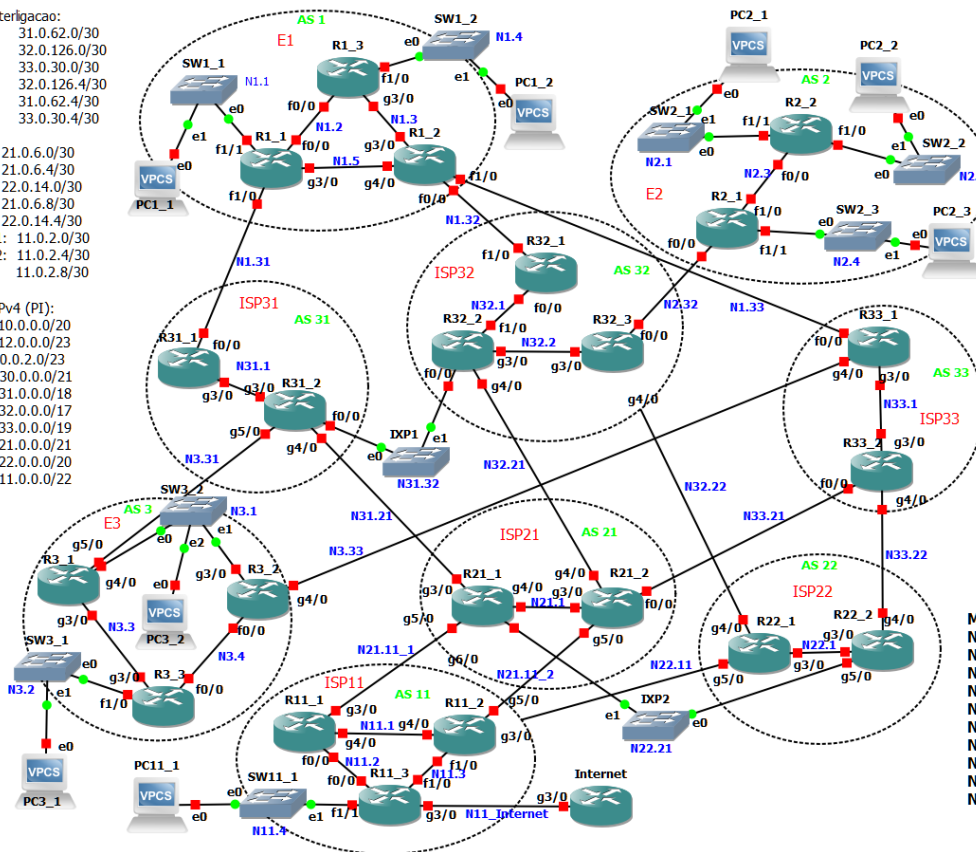 terligacao:
31.0.62.0/30
32.0.126.0/30
33.0.30.0/30
32.0.126.4/30
31.0.62.4/30
33.0.30.4/30
21.0.6.0/30
21.0.6.4/30
22.0.14.0/30
21.0.6.8/30
22.0.14.4/30
1: 11.0.2.0/30
2: 11.0.2.4/30
11.0.2.8/30
Pv4 (PI):
10.0.0.0/20
12.0.0.0/23
0.0.2.0/23
30.0.0.0/21
31.0.0.0/18
32.0.0.0/17
33.0.0.0/19
21.0.0.0/21
22.0.0.0/20
11.0.0.0/22
AS 1
E1
SW1_1
N1.1
e0
e1
PC1_1
VPCS
e0
R1_1
f1/1
f0/0
g3/0
f1/0
R1_3
f1/0
f0/0
g3/0
N1.2
N1.3
N1.5
R1_2
g3/0
g4/0
f0/0
f1/0
SW1_2
e0
e1
N1.4
PC1_2
VPCS
e0
N1.31
N1.32
N1.33
AS 2
E2
PC2_1
VPCS
e0
PC2_2
VPCS
e0
SW2_1
e1
e0
N2.1
R2_2
f1/1
f1/0
f0/0
SW2_2
e1
e0
N2.
N2.3
R2_1
f1/0
f0/0
f1/1
SW2_3
e0
e1
N2.4
PC2_3
VPCS
e0
N2.32
ISP32
AS 32
R32_1
f1/0
f0/0
N32.1
R32_2
f1/0
g3/0
f0/0
g4/0
N32.2
R32_3
f0/0
g3/0
g4/0
ISP31
AS 31
R31_1
f0/0
g3/0
N31.1
R31_2
g3/0
f0/0
g5/0
g4/0
IXP1
e0
e1
N31.32
N3.31
N31.21
N32.21
N32.22
R33_1
f0/0
g4/0
g3/0
AS 33
ISP33
N33.1
R33_2
g3/0
f0/0
g4/0
N33.21
N33.22
N3.33
AS 3
E3
SW3_2
N3.1
e0
e2
e1
R3_1
g5/0
g4/0
g3/0
R3_2
g3/0
g4/0
f0/0
PC3_2
VPCS
e0
N3.3
N3.4
R3_3
g3/0
f0/0
f1/0
SW3_1
e0
e1
N3.2
PC3_1
VPCS
e0
ISP21
AS 21
R21_1
g3/0
g4/0
g5/0
g6/0
N21.1
R21_2
g4/0
g3/0
f0/0
g5/0
N21.11_1
N21.11_2
AS 22
ISP22
R22_1
g4/0
g3/0
g5/0
N22.1
R22_2
g4/0
g3/0
g5/0
N22.11
IXP2
e1
e0
N22.21
ISP11
AS 11
R11_1
g3/0
g4/0
f0/0
N11.1
R11_2
g4/0
g5/0
g3/0
f1/0
N11.2
N11.3
R11_3
f0/0
f1/0
f1/1
g3/0
SW11_1
e0
e1
N11.4
PC11_1
VPCS
e0
N11_Internet
Internet
g3/0
M
N
N
N
N
N
N
N
N
N
N